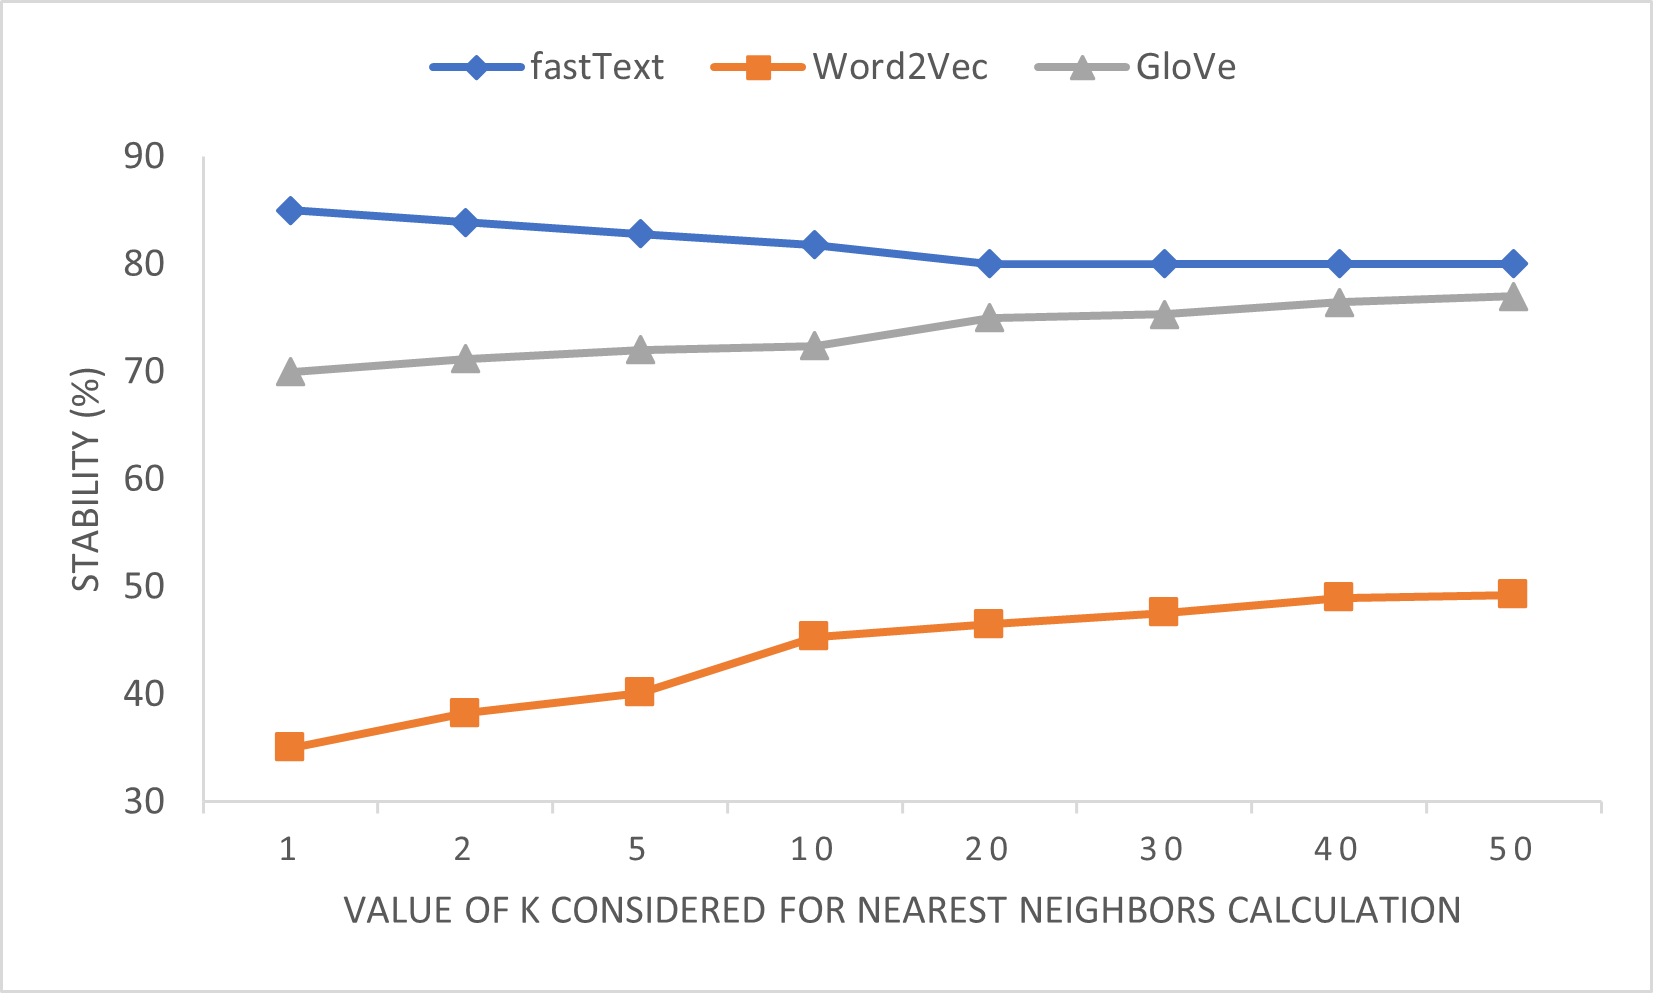 fastText Word2Vec GloVe
90
80
70
60
50
40
30
STABILITY (%)
1 2 5 10 20 30 40 50
VALUE OF K CONSIDERED FOR NEAREST NEIGHBORS CALCULATION